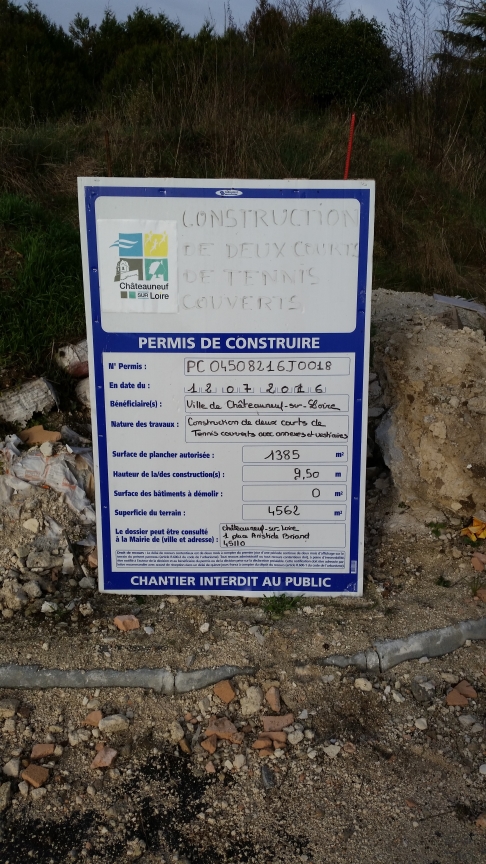 CONSTRUCTION
DE DEUX COURTS
DE TENNIS
COUVERTS
Châteauneuf
SUR Loire
PERMIS DE CONSTRUIRE
N° Permis : PC 04508216J0018
En date du : 12 07 2016
Bénéficiaire(s) : Ville de Châteauneuf-sur-Loire
Nature des travaux : Construction de deux courts de
Tennis couverts avec annexes et vestiaires
Surface de plancher autorisée : 1385 m²
Hauteur de la/des construction(s) : 9,50 m
Surface des bâtiments à démolir : 0 m²
Superficie du terrain : 4562 m²
Le dossier peut être consulté
à la Mairie de (ville et adresse) :
Châteauneuf-sur-Loire
1 place Aristide Briand
45110
CHANTIER INTERDIT AU PUBLIC